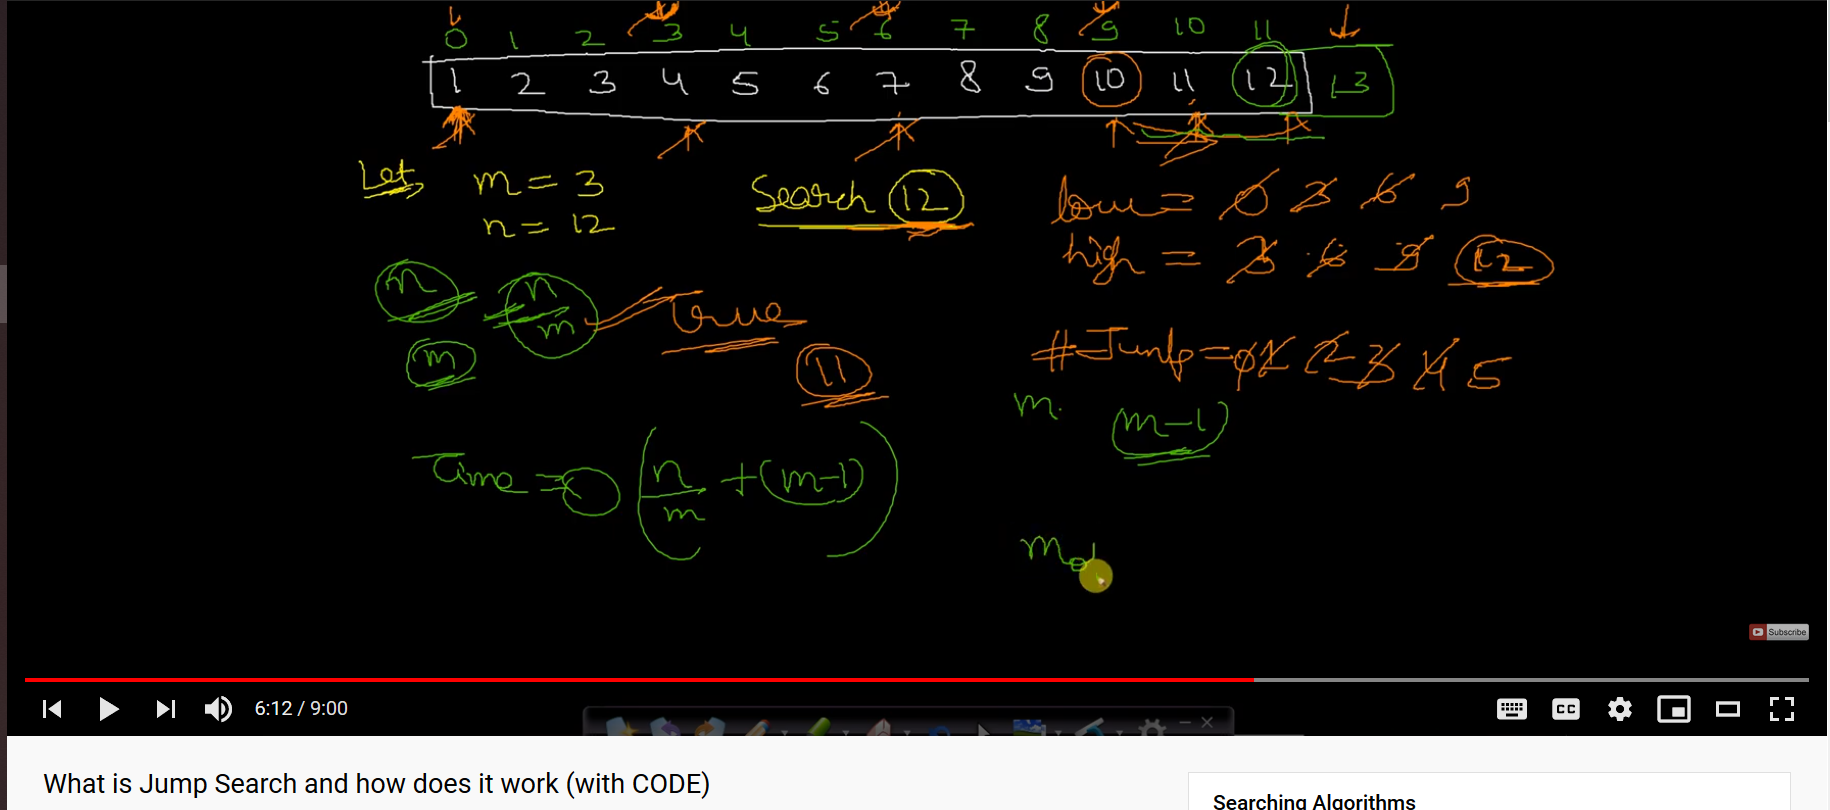 0 1 2 3 4 5 6 7 8 9 10 11
1 2 3 4 5 6 7 8 9 10 11 12 13
Let m = 3
n = 12
Search 12
low = 0 3 6 9
high = 3 6 9 12
n n/m True
m 11
#Jump = 0 1 2 3 4 5
m. (m-1)
Time = O (n/m + (m-1))
m
Subscribe
6:12 / 9:00
CC
What is Jump Search and how does it work (with CODE)
Searching Algorithms